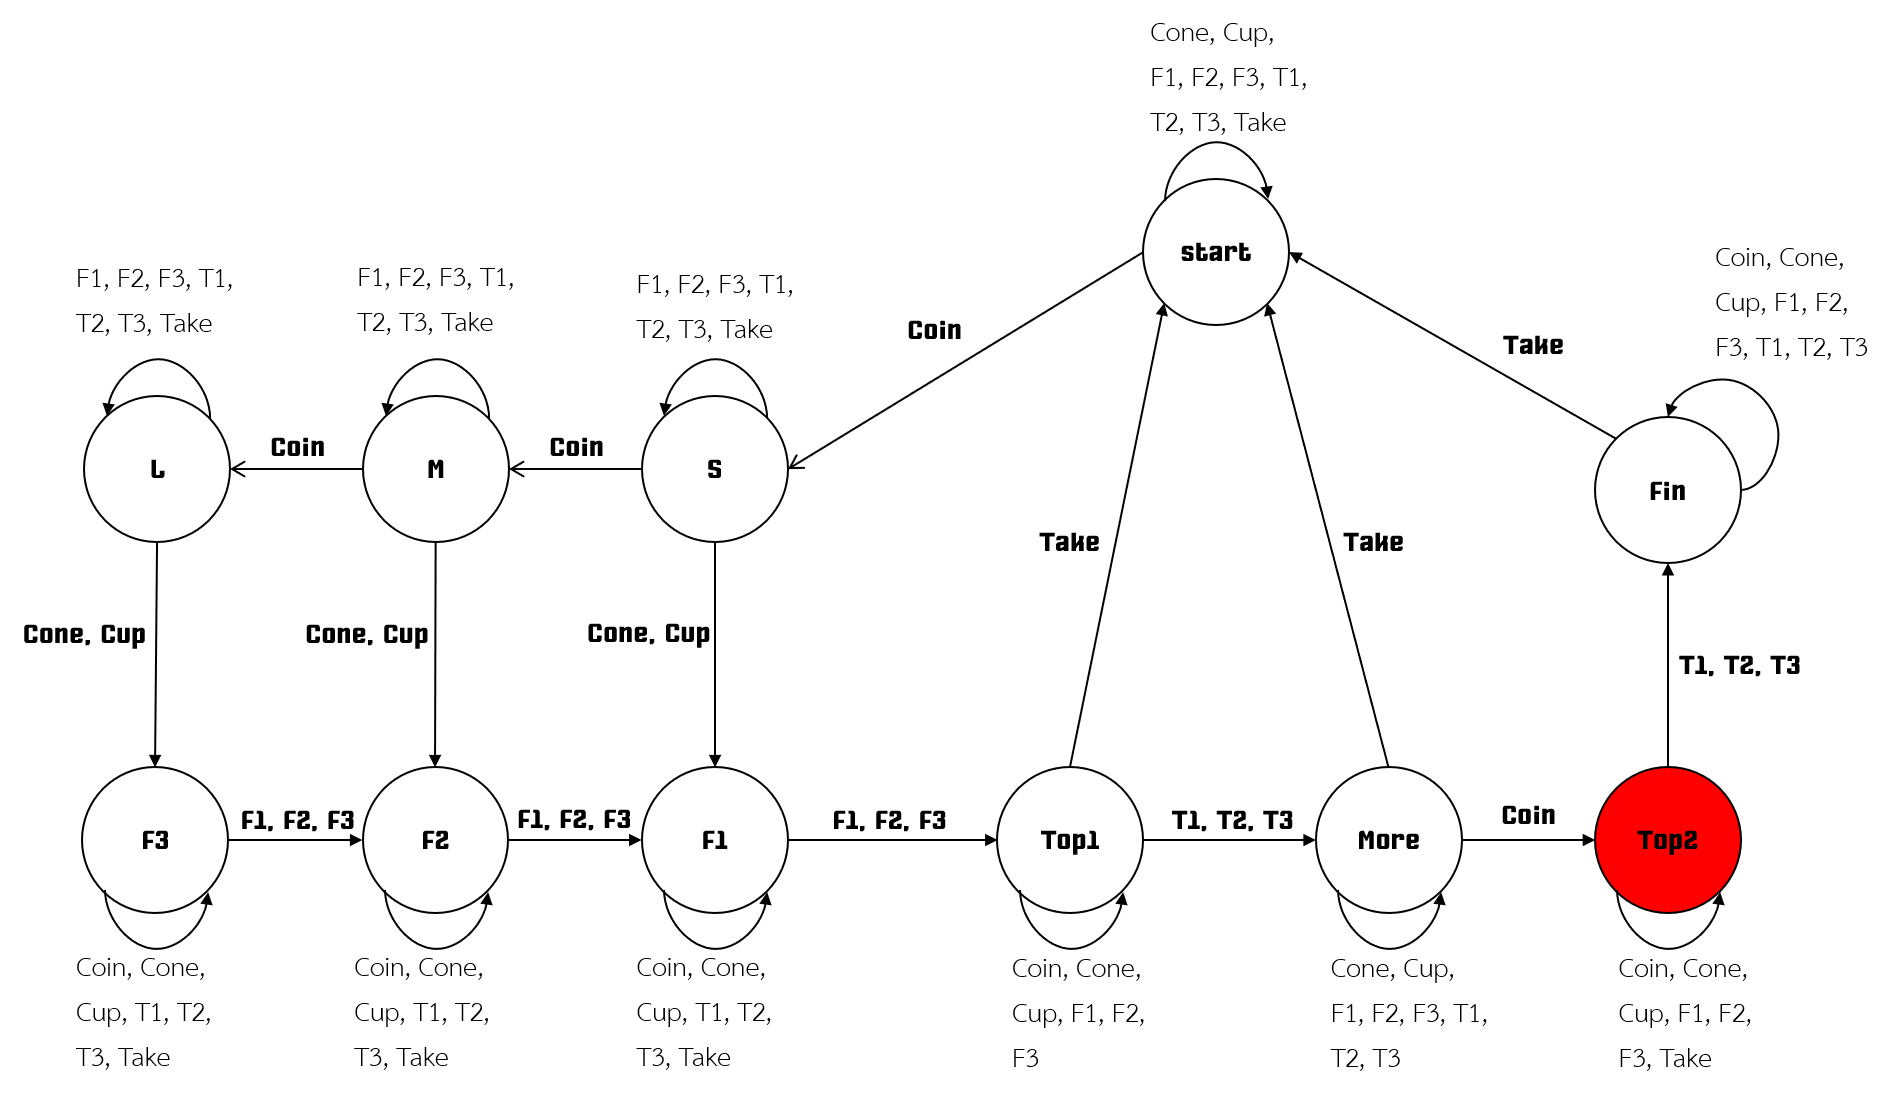 Cone, Cup,
F1, F2, F3, T1,
T2, T3, Take
start
Coin, Cone,
Cup, F1, F2,
F3, T1, T2, T3
F1, F2, F3, T1,
T2, T3, Take
F1, F2, F3, T1,
T2, T3, Take
F1, F2, F3, T1,
T2, T3, Take
Coin
Take
L
Coin
M
Coin
S
Fin
Take
Take
Cone, Cup
Cone, Cup
Cone, Cup
T1, T2, T3
F3
F1, F2, F3
F2
F1, F2, F3
F1
F1, F2, F3
Top1
T1, T2, T3
More
Coin
Top2
Coin, Cone,
Cup, T1, T2,
T3, Take
Coin, Cone,
Cup, T1, T2,
T3, Take
Coin, Cone,
Cup, T1, T2,
T3, Take
Coin, Cone,
Cup, F1, F2,
F3
Cone, Cup,
F1, F2, F3, T1,
T2, T3
Coin, Cone,
Cup, F1, F2,
F3, Take